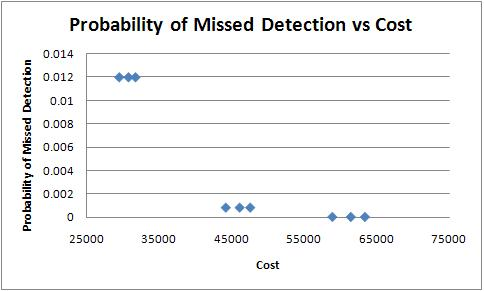 Probability of Missed Detection vs Cost
Probability of Missed Detection
0.014
0.012
0.01
0.008
0.006
0.004
0.002
0
25000 35000 45000 55000 65000 75000
Cost